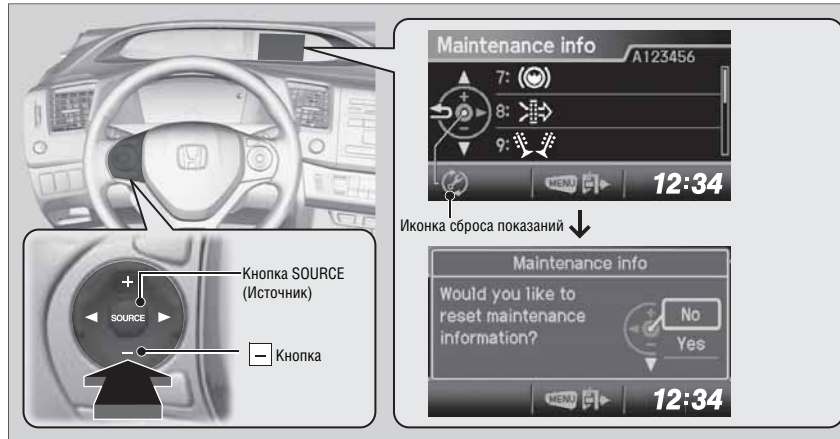 Maintenance info
A123456
7:
8:
9:
MENU
12:34
Иконка сброса показаний
Maintenance info
Would you like to
reset maintenance
information?
No
Yes
MENU
12:34
+
SOURCE
−
Кнопка SOURCE
(Источник)
− Кнопка